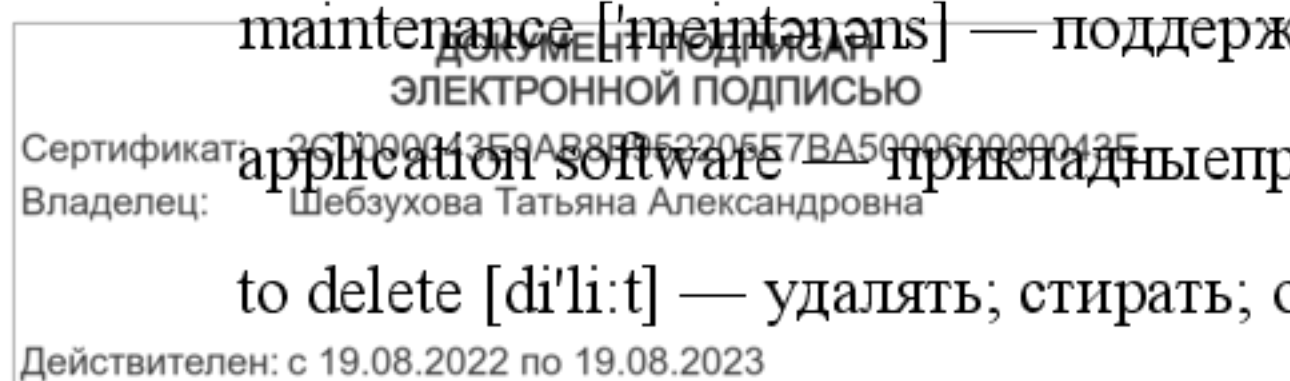 maintenance ['meintənəns] — поддерж
ДОКУМЕНТ ПОДПИСАН
ЭЛЕКТРОННОЙ ПОДПИСЬЮ
Сертификат:
application software — прикладныепр
Владелец: Шебзухова Татьяна Александровна
to delete [di'li:t] — удалять; стирать;
Действителен: с 19.08.2022 по 19.08.2023